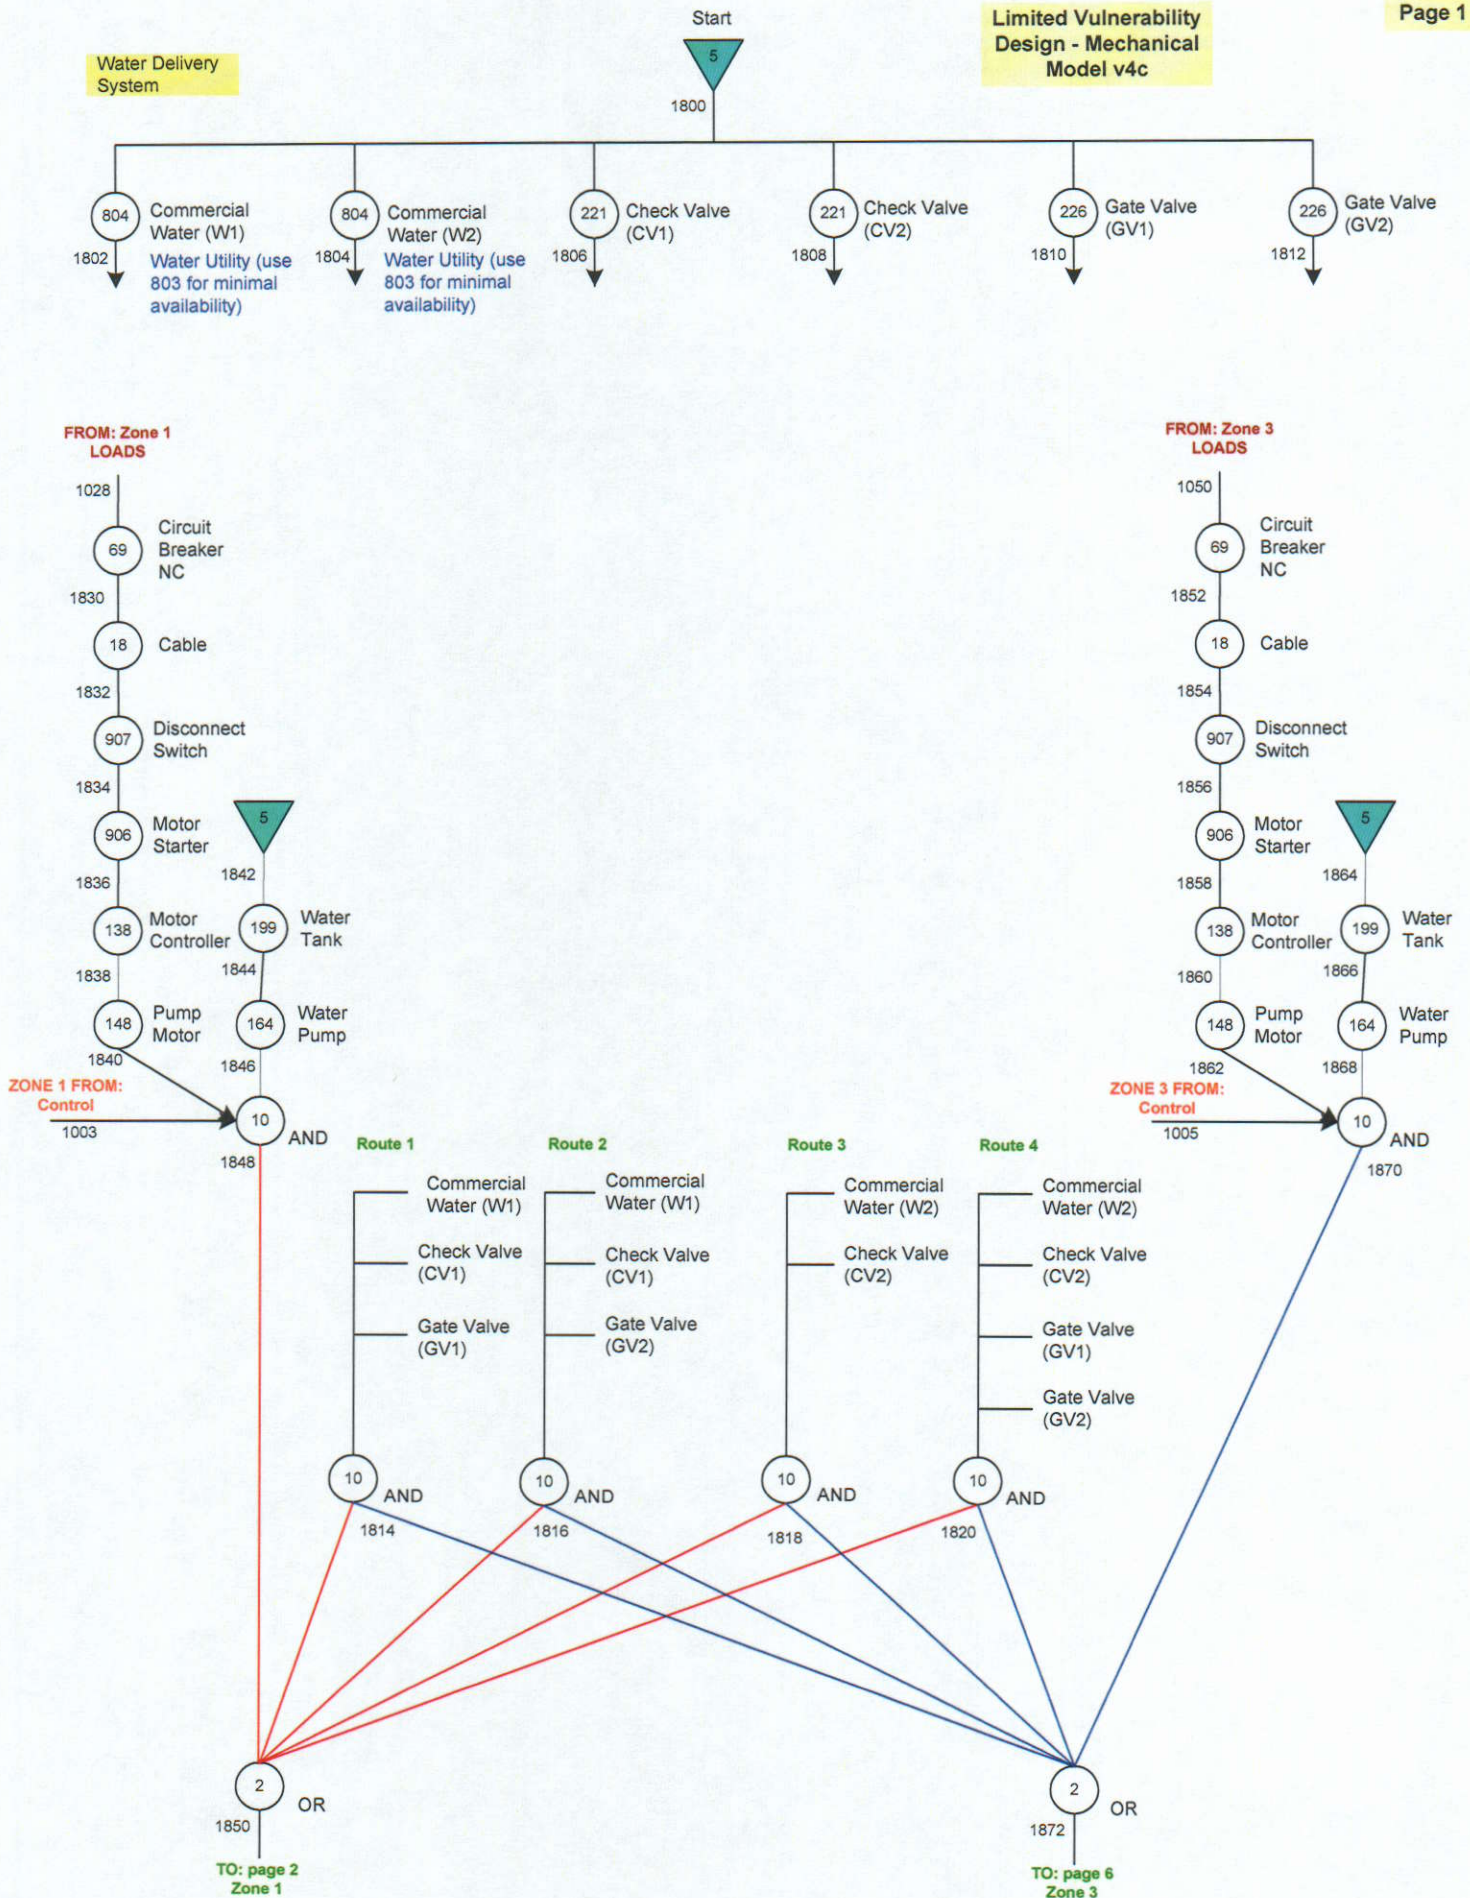 Start
Limited Vulnerability
Design - Mechanical
Model v4c
Page 1
Water Delivery
System
5
1800
804
Commercial
Water (W1)
1802
Water Utility (use
803 for minimal
availability)
804
Commercial
Water (W2)
1804
Water Utility (use
803 for minimal
availability)
221
Check Valve
(CV1)
1806
221
Check Valve
(CV2)
1808
226
Gate Valve
(GV1)
1810
226
Gate Valve
(GV2)
1812
FROM: Zone 1
LOADS
1028
69
Circuit
Breaker
NC
1830
18
Cable
1832
907
Disconnect
Switch
1834
906
Motor
Starter
1836
138
Motor
Controller
1838
148
Pump
Motor
1840
5
1842
199
Water
Tank
1844
164
Water
Pump
1846
ZONE 1 FROM:
Control
1003
10
AND
1848
FROM: Zone 3
LOADS
1050
69
Circuit
Breaker
NC
1852
18
Cable
1854
907
Disconnect
Switch
1856
906
Motor
Starter
1858
138
Motor
Controller
1860
148
Pump
Motor
1862
5
1864
199
Water
Tank
1866
164
Water
Pump
1868
ZONE 3 FROM:
Control
1005
10
AND
1870
Route 1
Commercial
Water (W1)
Check Valve
(CV1)
Gate Valve
(GV1)
10
AND
1814
Route 2
Commercial
Water (W1)
Check Valve
(CV1)
Gate Valve
(GV2)
10
AND
1816
Route 3
Commercial
Water (W2)
Check Valve
(CV2)
10
AND
1818
Route 4
Commercial
Water (W2)
Check Valve
(CV2)
Gate Valve
(GV1)
Gate Valve
(GV2)
10
AND
1820
2
OR
1850
TO: page 2
Zone 1
2
OR
1872
TO: page 6
Zone 3